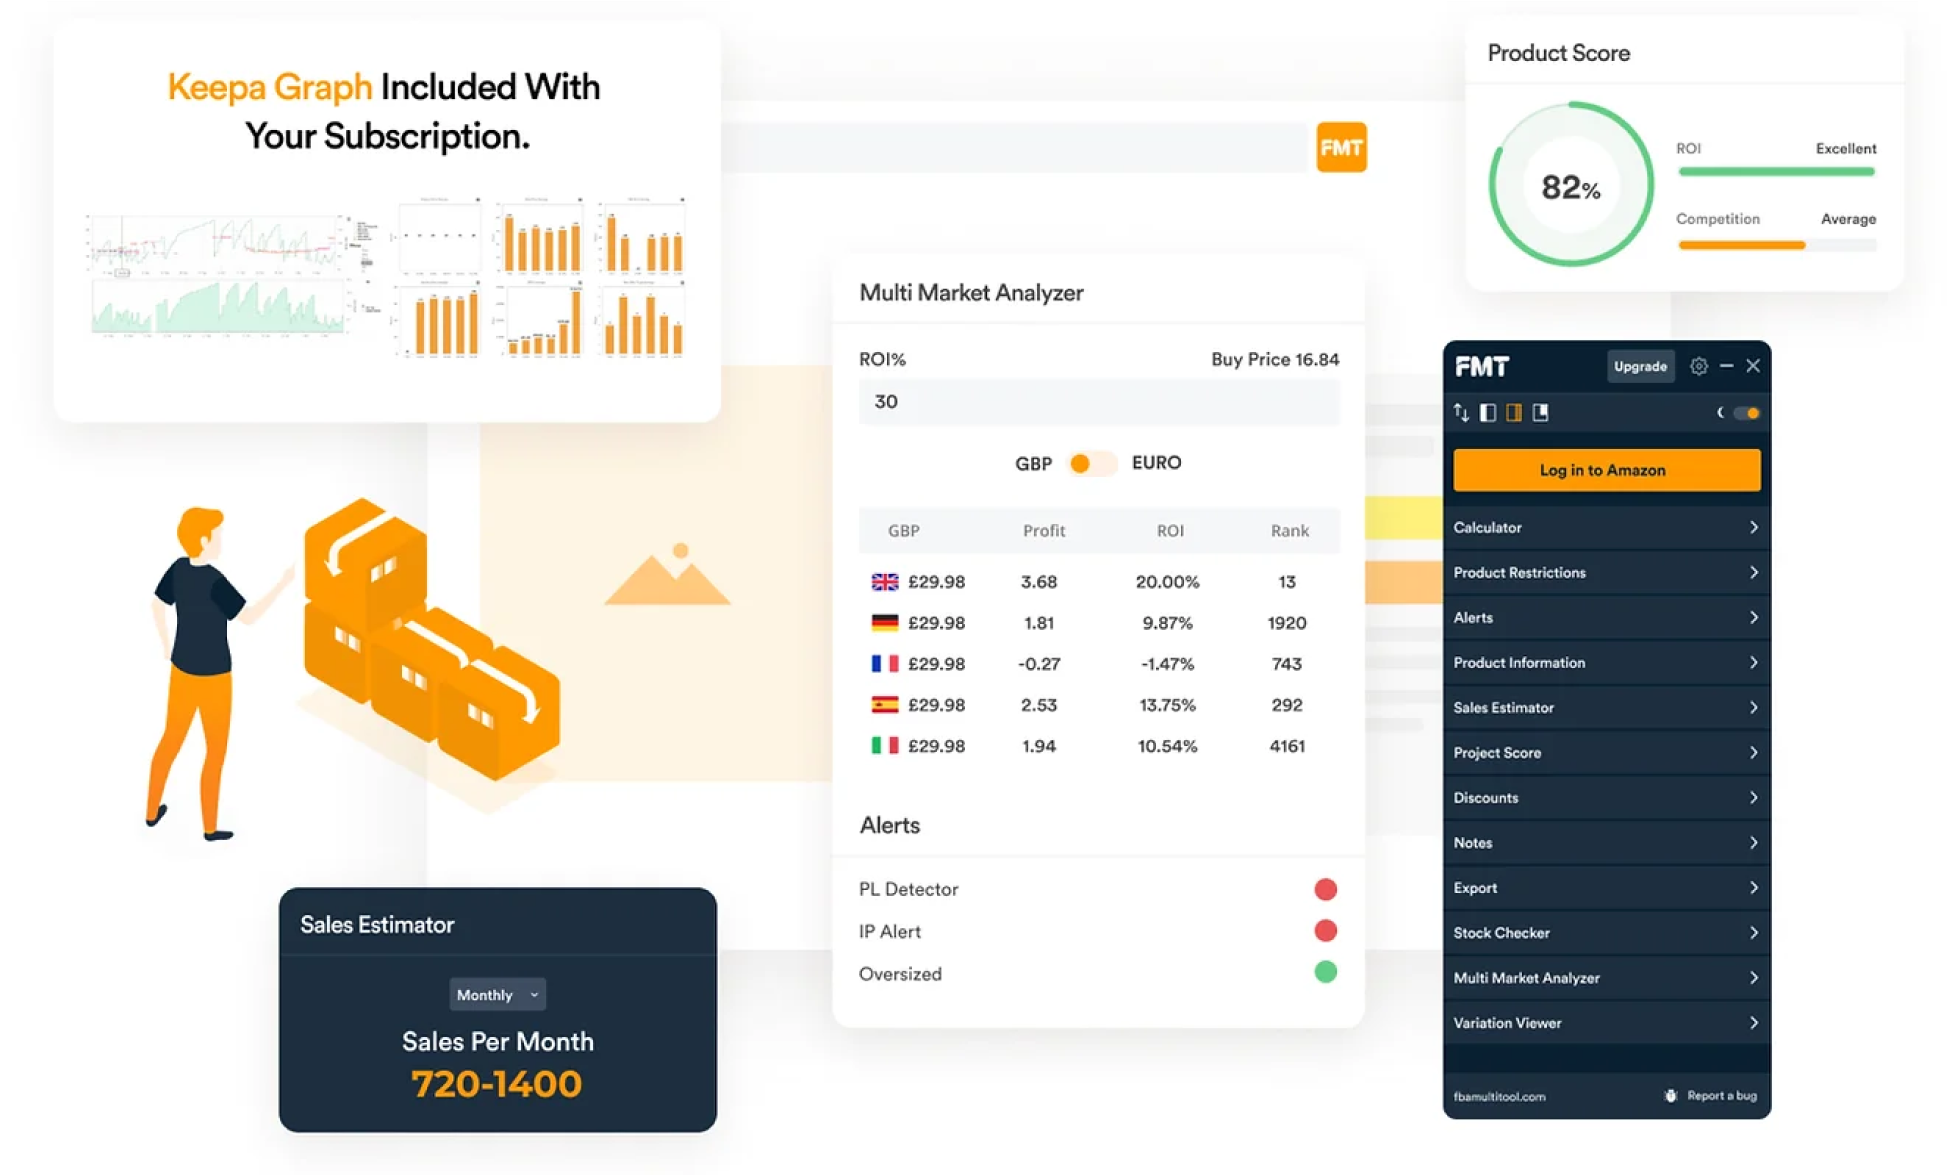 Keepa Graph Included With
Your Subscription.
FMT
Product Score
82%
ROI Excellent
Competition Average
Multi Market Analyzer
ROI% Buy Price 16.84
30
GBP EURO
GBP Profit ROI Rank
£29.98 3.68 20.00% 13
£29.98 1.81 9.87% 1920
£29.98 -0.27 -1.47% 743
£29.98 2.53 13.75% 292
£29.98 1.94 10.54% 4161
Alerts
PL Detector
IP Alert
Oversized
Sales Estimator
Monthly
Sales Per Month
720-1400
FMT Upgrade
Log in to Amazon
Calculator
Product Restrictions
Alerts
Product Information
Sales Estimator
Project Score
Discounts
Notes
Export
Stock Checker
Multi Market Analyzer
Variation Viewer
fbamultitool.com Report a bug